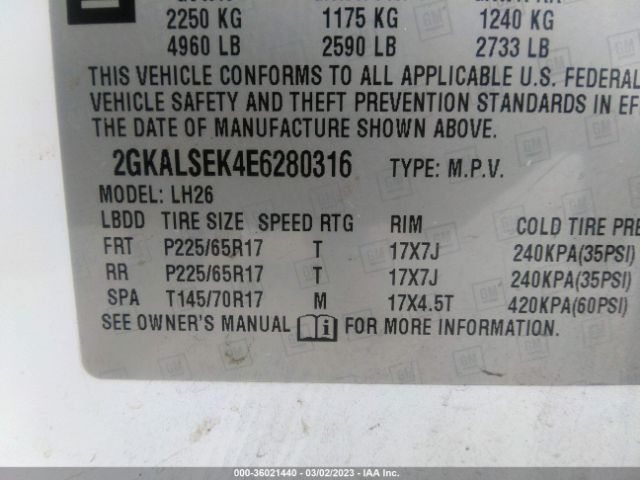 2250 KG 1175 KG 1240 KG
4960 LB 2590 LB 2733 LB
THIS VEHICLE CONFORMS TO ALL APPLICABLE U.S. FEDERAL
VEHICLE SAFETY AND THEFT PREVENTION STANDARDS IN EF
THE DATE OF MANUFACTURE SHOWN ABOVE.
2GKALSEK4E6280316 TYPE: M.P.V.
MODEL: LH26
LBDD TIRE SIZE SPEED RTG RIM COLD TIRE PRE
FRT P225/65R17 T 17X7J 240KPA(35PSI)
RR P225/65R17 T 17X7J 240KPA(35PSI)
SPA T145/70R17 M 17X4.5T 420KPA(60PSI)
SEE OWNER'S MANUAL FOR MORE INFORMATION.
000-36021440 - 03/02/2023 - IAA Inc.